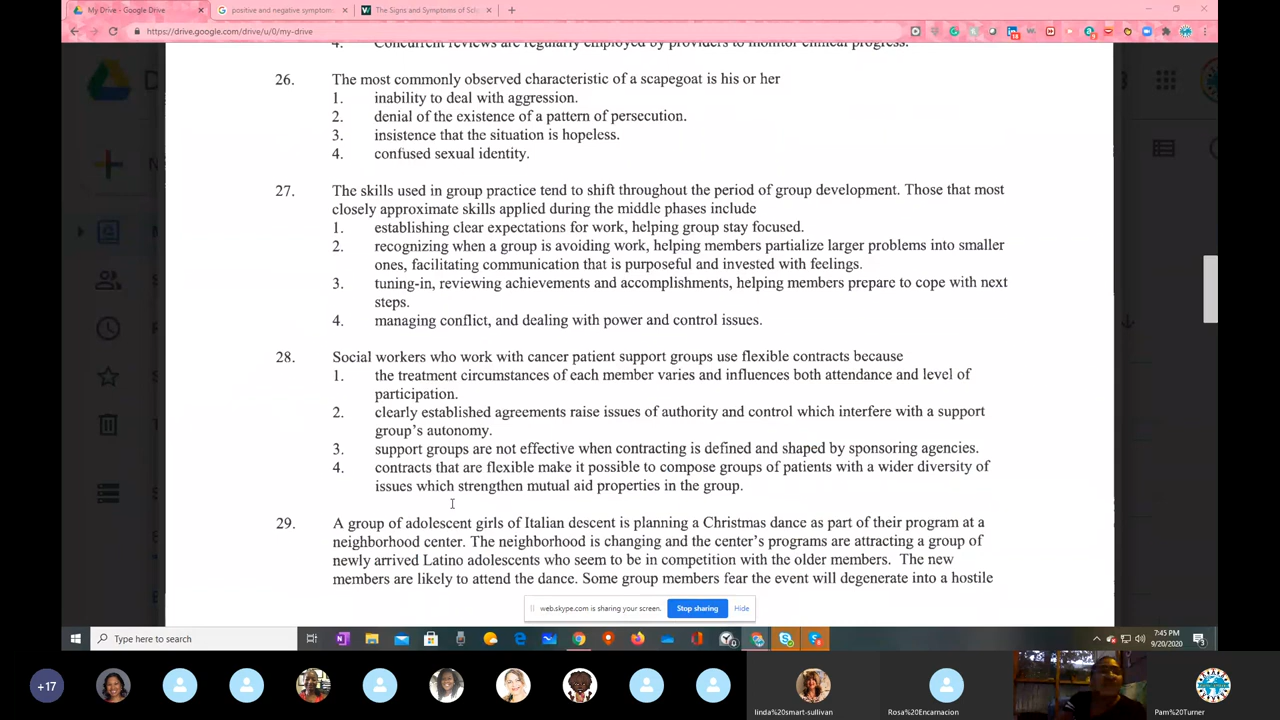 My Drive - Google Drive
positive and negative symptoms
The Signs and Symptoms of Sc
https://drive.google.com/drive/u/0/my-drive
4. Concurrent reviews are regularly employed by providers to monitor clinical progress.
26. The most commonly observed characteristic of a scapegoat is his or her
1. inability to deal with aggression.
2. denial of the existence of a pattern of persecution.
3. insistence that the situation is hopeless.
4. confused sexual identity.
27. The skills used in group practice tend to shift throughout the period of group development. Those that most
closely approximate skills applied during the middle phases include
1. establishing clear expectations for work, helping group stay focused.
2. recognizing when a group is avoiding work, helping members partialize larger problems into smaller
ones, facilitating communication that is purposeful and invested with feelings.
3. tuning-in, reviewing achievements and accomplishments, helping members prepare to cope with next
steps.
4. managing conflict, and dealing with power and control issues.
28. Social workers who work with cancer patient support groups use flexible contracts because
1. the treatment circumstances of each member varies and influences both attendance and level of
participation.
2. clearly established agreements raise issues of authority and control which interfere with a support
group's autonomy.
3. support groups are not effective when contracting is defined and shaped by sponsoring agencies.
4. contracts that are flexible make it possible to compose groups of patients with a wider diversity of
issues which strengthen mutual aid properties in the group.
29. A group of adolescent girls of Italian descent is planning a Christmas dance as part of their program at a
neighborhood center. The neighborhood is changing and the center's programs are attracting a group of
newly arrived Latino adolescents who seem to be in competition with the older members. The new
members are likely to attend the dance. Some group members fear the event will degenerate into a hostile
web.skype.com is sharing your screen. Stop sharing Hide
Type here to search
7:45 PM
9/20/2020
+17
linda%20smart-sullivan
Rosa%20Encarnacion
Pam%20Turner